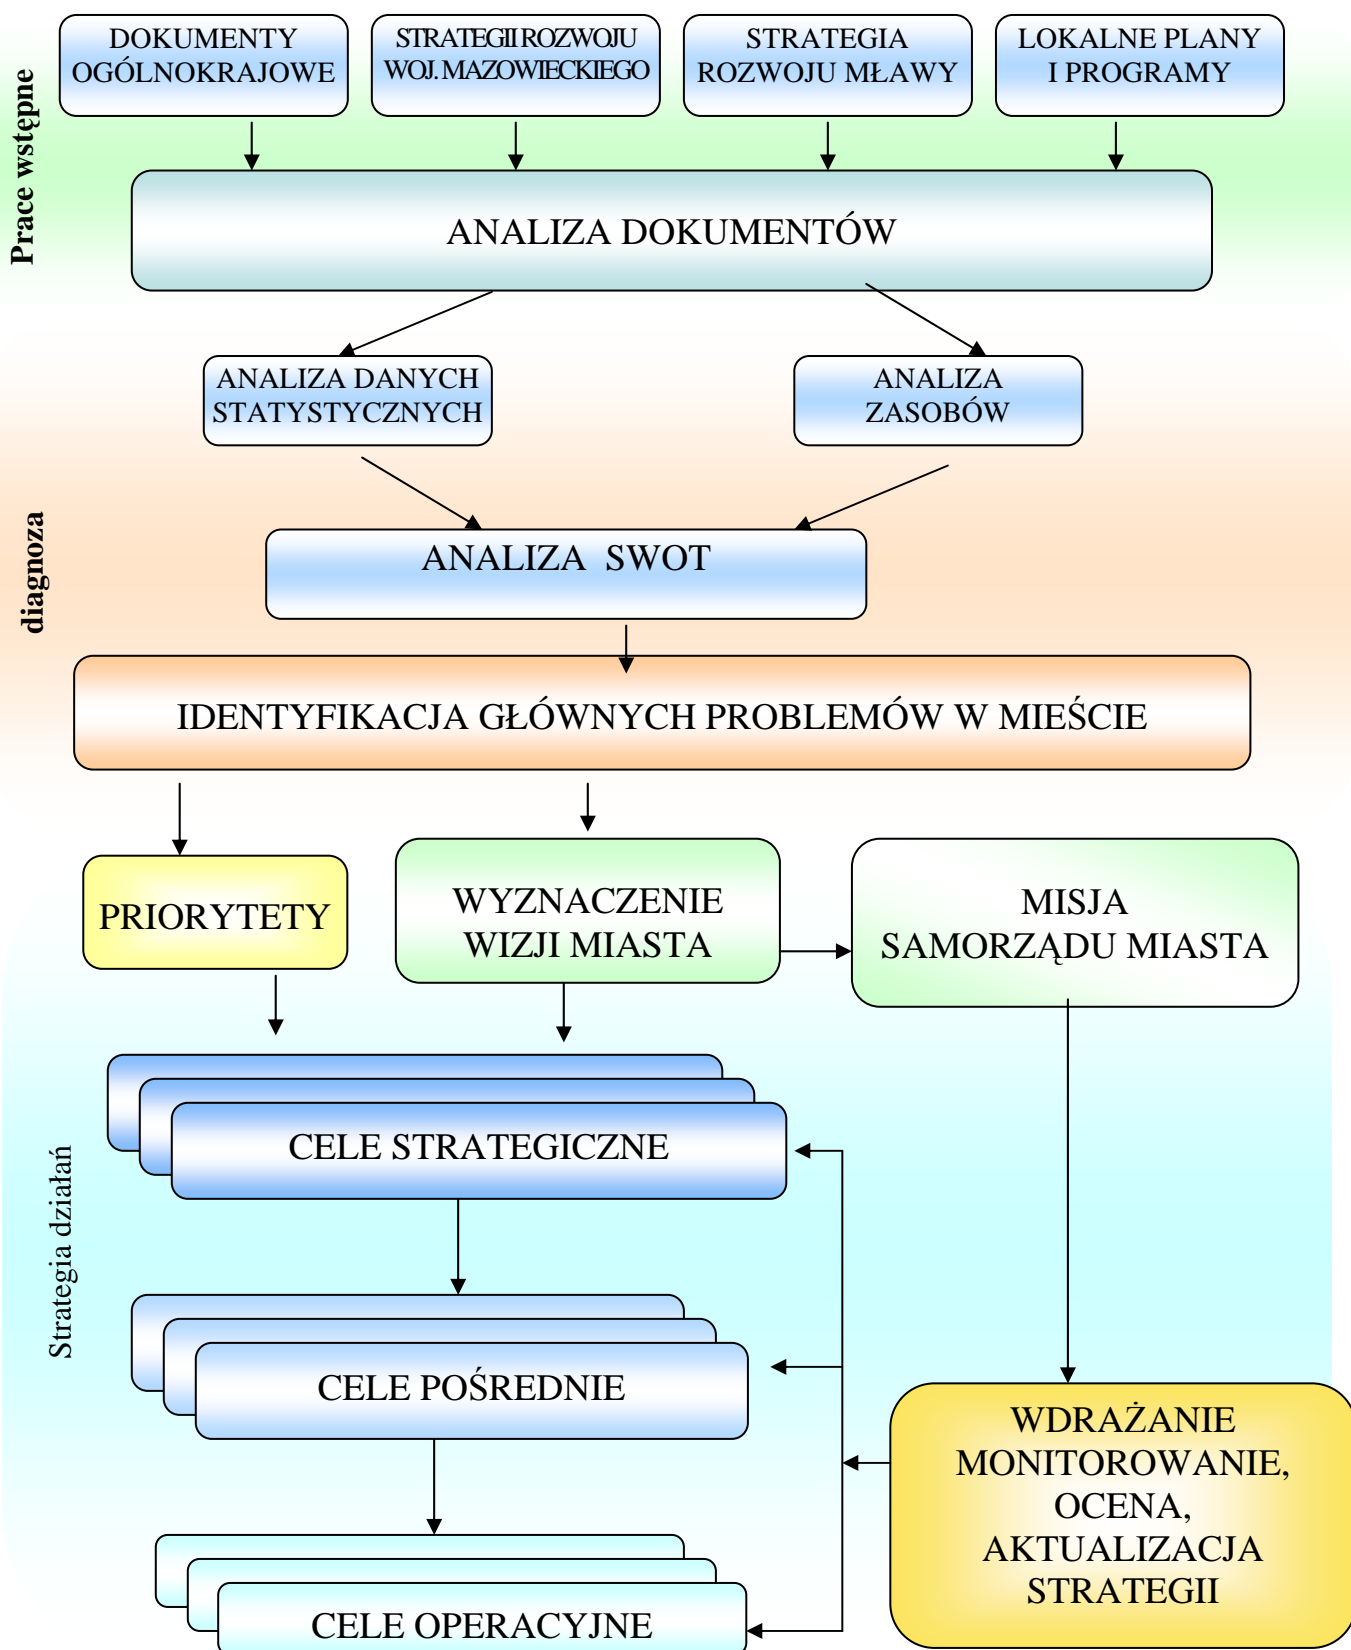 DOKUMENTY
OGÓLNOKRAJOWE
STRATEGII ROZWOJU
WOJ. MAZOWIECKIEGO
STRATEGIA
ROZWOJU MŁAWY
LOKALNE PLANY
I PROGRAMY
Prace wstępne
ANALIZA DOKUMENTÓW
ANALIZA DANYCH
STATYSTYCZNYCH
ANALIZA
ZASOBÓW
diagnoza
ANALIZA SWOT
IDENTYFIKACJA GŁÓWNYCH PROBLEMÓW W MIEŚCIE
PRIORYTETY
WYZNACZENIE
WIZJI MIASTA
MISJA
SAMORZĄDU MIASTA
Strategia działań
CELE STRATEGICZNE
CELE POŚREDNIE
WDRAŻANIE
MONITOROWANIE,
OCENA,
AKTUALIZACJA
STRATEGII
CELE OPERACYJNE